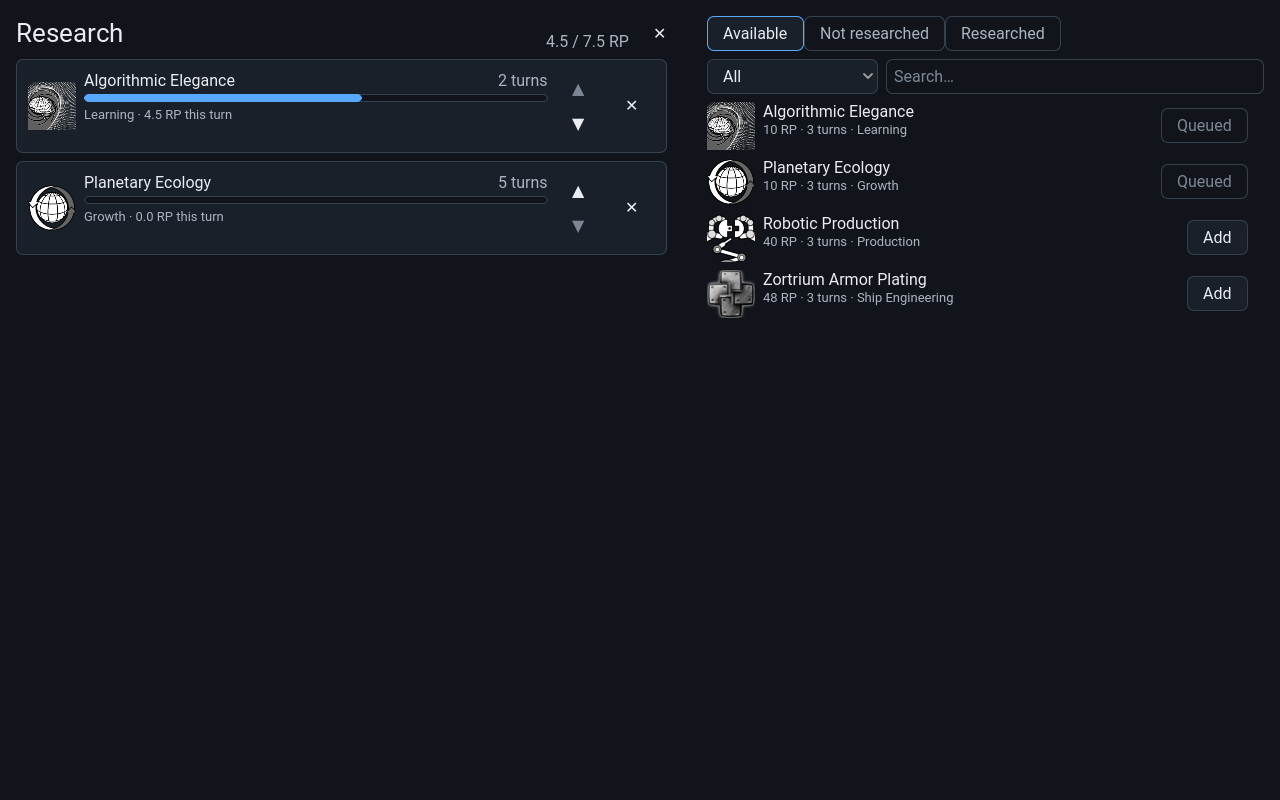 Research
4.5 / 7.5 RP ✕
Algorithmic Elegance 2 turns ▲
Learning · 4.5 RP this turn ▼ ✕
Planetary Ecology 5 turns ▲
Growth · 0.0 RP this turn ▼ ✕
Available Not researched Researched
All Search…
Algorithmic Elegance
10 RP · 3 turns · Learning Queued
Planetary Ecology
10 RP · 3 turns · Growth Queued
Robotic Production
40 RP · 3 turns · Production Add
Zortrium Armor Plating
48 RP · 3 turns · Ship Engineering Add